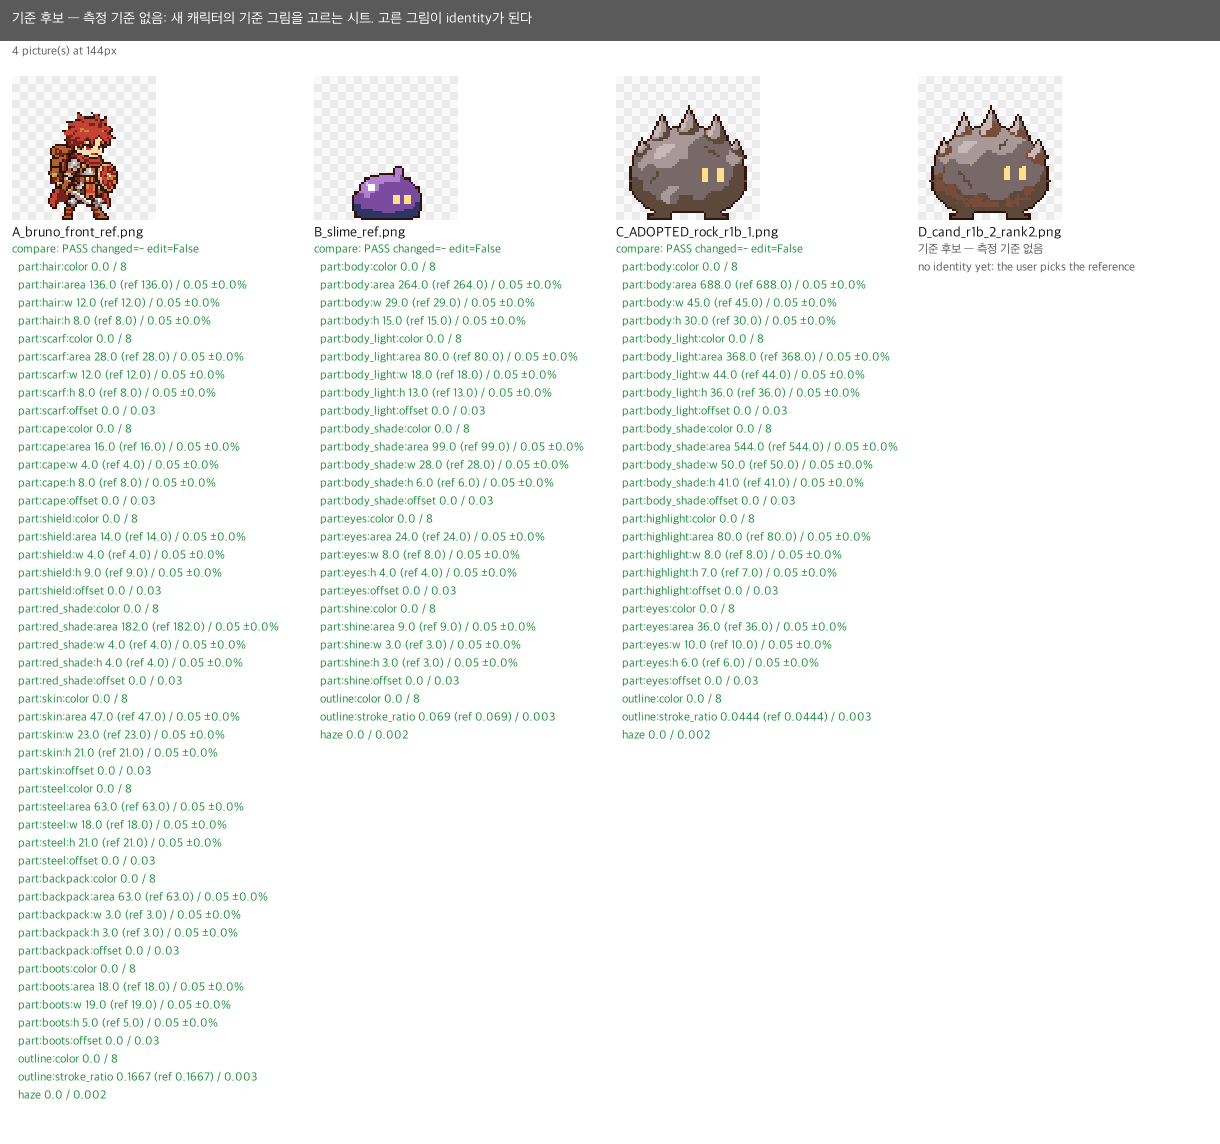 기준 후보 — 측정 기준 없음: 새 캐릭터의 기준 그림을 고르는 시트. 고른 그림이 identity가 된다
4 picture(s) at 144px
A_bruno_front_ref.png
compare: PASS changed=- edit=False
part:hair:color 0.0 / 8
part:hair:area 136.0 (ref 136.0) / 0.05 ±0.0%
part:hair:w 12.0 (ref 12.0) / 0.05 ±0.0%
part:hair:h 8.0 (ref 8.0) / 0.05 ±0.0%
part:scarf:color 0.0 / 8
part:scarf:area 28.0 (ref 28.0) / 0.05 ±0.0%
part:scarf:w 12.0 (ref 12.0) / 0.05 ±0.0%
part:scarf:h 8.0 (ref 8.0) / 0.05 ±0.0%
part:scarf:offset 0.0 / 0.03
part:cape:color 0.0 / 8
part:cape:area 16.0 (ref 16.0) / 0.05 ±0.0%
part:cape:w 4.0 (ref 4.0) / 0.05 ±0.0%
part:cape:h 8.0 (ref 8.0) / 0.05 ±0.0%
part:cape:offset 0.0 / 0.03
part:shield:color 0.0 / 8
part:shield:area 14.0 (ref 14.0) / 0.05 ±0.0%
part:shield:w 4.0 (ref 4.0) / 0.05 ±0.0%
part:shield:h 9.0 (ref 9.0) / 0.05 ±0.0%
part:shield:offset 0.0 / 0.03
part:red_shade:color 0.0 / 8
part:red_shade:area 182.0 (ref 182.0) / 0.05 ±0.0%
part:red_shade:w 4.0 (ref 4.0) / 0.05 ±0.0%
part:red_shade:h 4.0 (ref 4.0) / 0.05 ±0.0%
part:red_shade:offset 0.0 / 0.03
part:skin:color 0.0 / 8
part:skin:area 47.0 (ref 47.0) / 0.05 ±0.0%
part:skin:w 23.0 (ref 23.0) / 0.05 ±0.0%
part:skin:h 21.0 (ref 21.0) / 0.05 ±0.0%
part:skin:offset 0.0 / 0.03
part:steel:color 0.0 / 8
part:steel:area 63.0 (ref 63.0) / 0.05 ±0.0%
part:steel:w 18.0 (ref 18.0) / 0.05 ±0.0%
part:steel:h 21.0 (ref 21.0) / 0.05 ±0.0%
part:steel:offset 0.0 / 0.03
part:backpack:color 0.0 / 8
part:backpack:area 63.0 (ref 63.0) / 0.05 ±0.0%
part:backpack:w 3.0 (ref 3.0) / 0.05 ±0.0%
part:backpack:h 3.0 (ref 3.0) / 0.05 ±0.0%
part:backpack:offset 0.0 / 0.03
part:boots:color 0.0 / 8
part:boots:area 18.0 (ref 18.0) / 0.05 ±0.0%
part:boots:w 19.0 (ref 19.0) / 0.05 ±0.0%
part:boots:h 5.0 (ref 5.0) / 0.05 ±0.0%
part:boots:offset 0.0 / 0.03
outline:color 0.0 / 8
outline:stroke_ratio 0.1667 (ref 0.1667) / 0.003
haze 0.0 / 0.002
B_slime_ref.png
compare: PASS changed=- edit=False
part:body:color 0.0 / 8
part:body:area 264.0 (ref 264.0) / 0.05 ±0.0%
part:body:w 29.0 (ref 29.0) / 0.05 ±0.0%
part:body:h 15.0 (ref 15.0) / 0.05 ±0.0%
part:body_light:color 0.0 / 8
part:body_light:area 80.0 (ref 80.0) / 0.05 ±0.0%
part:body_light:w 18.0 (ref 18.0) / 0.05 ±0.0%
part:body_light:h 13.0 (ref 13.0) / 0.05 ±0.0%
part:body_light:offset 0.0 / 0.03
part:body_shade:color 0.0 / 8
part:body_shade:area 99.0 (ref 99.0) / 0.05 ±0.0%
part:body_shade:w 28.0 (ref 28.0) / 0.05 ±0.0%
part:body_shade:h 6.0 (ref 6.0) / 0.05 ±0.0%
part:body_shade:offset 0.0 / 0.03
part:eyes:color 0.0 / 8
part:eyes:area 24.0 (ref 24.0) / 0.05 ±0.0%
part:eyes:w 8.0 (ref 8.0) / 0.05 ±0.0%
part:eyes:h 4.0 (ref 4.0) / 0.05 ±0.0%
part:eyes:offset 0.0 / 0.03
part:shine:color 0.0 / 8
part:shine:area 9.0 (ref 9.0) / 0.05 ±0.0%
part:shine:w 3.0 (ref 3.0) / 0.05 ±0.0%
part:shine:h 3.0 (ref 3.0) / 0.05 ±0.0%
part:shine:offset 0.0 / 0.03
outline:color 0.0 / 8
outline:stroke_ratio 0.069 (ref 0.069) / 0.003
haze 0.0 / 0.002
C_ADOPTED_rock_r1b_1.png
compare: PASS changed=- edit=False
part:body:color 0.0 / 8
part:body:area 688.0 (ref 688.0) / 0.05 ±0.0%
part:body:w 45.0 (ref 45.0) / 0.05 ±0.0%
part:body:h 30.0 (ref 30.0) / 0.05 ±0.0%
part:body_light:color 0.0 / 8
part:body_light:area 368.0 (ref 368.0) / 0.05 ±0.0%
part:body_light:w 44.0 (ref 44.0) / 0.05 ±0.0%
part:body_light:h 36.0 (ref 36.0) / 0.05 ±0.0%
part:body_light:offset 0.0 / 0.03
part:body_shade:color 0.0 / 8
part:body_shade:area 544.0 (ref 544.0) / 0.05 ±0.0%
part:body_shade:w 50.0 (ref 50.0) / 0.05 ±0.0%
part:body_shade:h 41.0 (ref 41.0) / 0.05 ±0.0%
part:body_shade:offset 0.0 / 0.03
part:highlight:color 0.0 / 8
part:highlight:area 80.0 (ref 80.0) / 0.05 ±0.0%
part:highlight:w 8.0 (ref 8.0) / 0.05 ±0.0%
part:highlight:h 7.0 (ref 7.0) / 0.05 ±0.0%
part:highlight:offset 0.0 / 0.03
part:eyes:color 0.0 / 8
part:eyes:area 36.0 (ref 36.0) / 0.05 ±0.0%
part:eyes:w 10.0 (ref 10.0) / 0.05 ±0.0%
part:eyes:h 6.0 (ref 6.0) / 0.05 ±0.0%
part:eyes:offset 0.0 / 0.03
outline:color 0.0 / 8
outline:stroke_ratio 0.0444 (ref 0.0444) / 0.003
haze 0.0 / 0.002
D_cand_r1b_2_rank2.png
기준 후보 — 측정 기준 없음
no identity yet: the user picks the reference